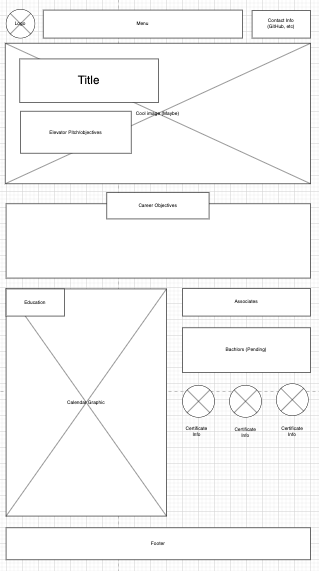 Logo
Menu
Contact Info
(GitHub, etc)
Title
Cool image (Maybe)
Elevator Pitch/objectives
Career Objectives
Education
Calendar Graphic
Associates
Bachlors (Pending)
Certificate
Info
Certificate
Info
Certificate
Info
Footer